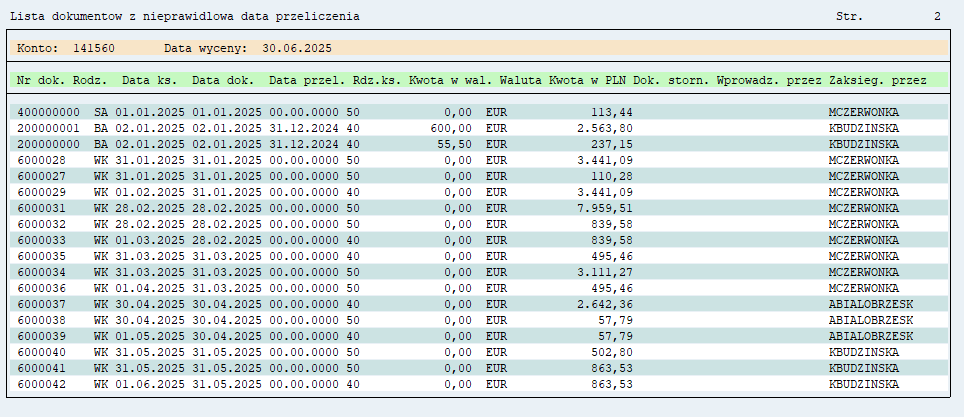 Lista dokumentow z nieprawidlowa data przeliczenia Str. 2
Konto: 141560 Data wyceny: 30.06.2025
Nr dok. Rodz. Data ks. Data dok. Data przel. Rdz.ks. Kwota w wal. Waluta Kwota w PLN Dok. storn. Wprowadz. przez Zaksieg. przez
400000000 SA 01.01.2025 01.01.2025 00.00.0000 50 0,00 EUR 113,44 MCZERWONKA
200000001 BA 02.01.2025 02.01.2025 31.12.2024 40 600,00 EUR 2.563,80 KBUDZINSKA
200000000 BA 02.01.2025 02.01.2025 31.12.2024 40 55,50 EUR 237,15 KBUDZINSKA
6000028 WK 31.01.2025 31.01.2025 00.00.0000 50 0,00 EUR 3.441,09 MCZERWONKA
6000027 WK 31.01.2025 31.01.2025 00.00.0000 50 0,00 EUR 110,28 MCZERWONKA
6000029 WK 01.02.2025 31.01.2025 00.00.0000 40 0,00 EUR 3.441,09 MCZERWONKA
6000031 WK 28.02.2025 28.02.2025 00.00.0000 50 0,00 EUR 7.959,51 MCZERWONKA
6000032 WK 28.02.2025 28.02.2025 00.00.0000 50 0,00 EUR 839,58 MCZERWONKA
6000033 WK 01.03.2025 28.02.2025 00.00.0000 40 0,00 EUR 839,58 MCZERWONKA
6000035 WK 31.03.2025 31.03.2025 00.00.0000 40 0,00 EUR 495,46 MCZERWONKA
6000034 WK 31.03.2025 31.03.2025 00.00.0000 50 0,00 EUR 3.111,27 MCZERWONKA
6000036 WK 01.04.2025 31.03.2025 00.00.0000 50 0,00 EUR 495,46 MCZERWONKA
6000037 WK 30.04.2025 30.04.2025 00.00.0000 40 0,00 EUR 2.642,36 ABIALOBRZESK
6000038 WK 30.04.2025 30.04.2025 00.00.0000 50 0,00 EUR 57,79 ABIALOBRZESK
6000039 WK 01.05.2025 30.04.2025 00.00.0000 40 0,00 EUR 57,79 ABIALOBRZESK
6000040 WK 31.05.2025 31.05.2025 00.00.0000 50 0,00 EUR 502,80 KBUDZINSKA
6000041 WK 31.05.2025 31.05.2025 00.00.0000 50 0,00 EUR 863,53 KBUDZINSKA
6000042 WK 01.06.2025 31.05.2025 00.00.0000 40 0,00 EUR 863,53 KBUDZINSKA